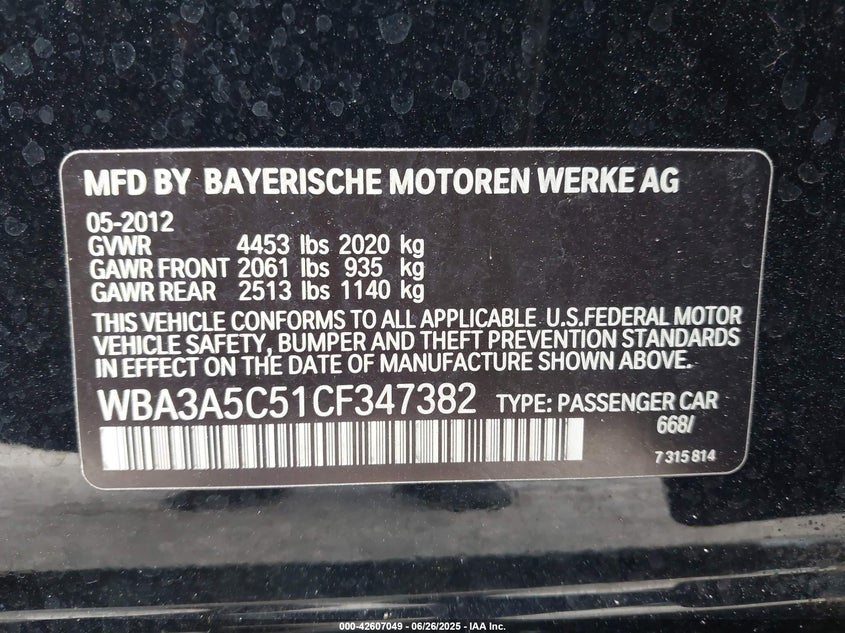 MFD BY BAYERISCHE MOTOREN WERKE AG
05-2012
GVWR 4453 lbs 2020 kg
GAWR FRONT 2061 lbs 935 kg
GAWR REAR 2513 lbs 1140 kg
THIS VEHICLE CONFORMS TO ALL APPLICABLE U.S.FEDERAL MOTOR
VEHICLE SAFETY, BUMPER AND THEFT PREVENTION STANDARDS
IN EFFECT ON THE DATE OF MANUFACTURE SHOWN ABOVE.
WBA3A5C51CF347382 TYPE: PASSENGER CAR
668/
7 315 814
000-42607049 - 06/26/2025 - IAA Inc.